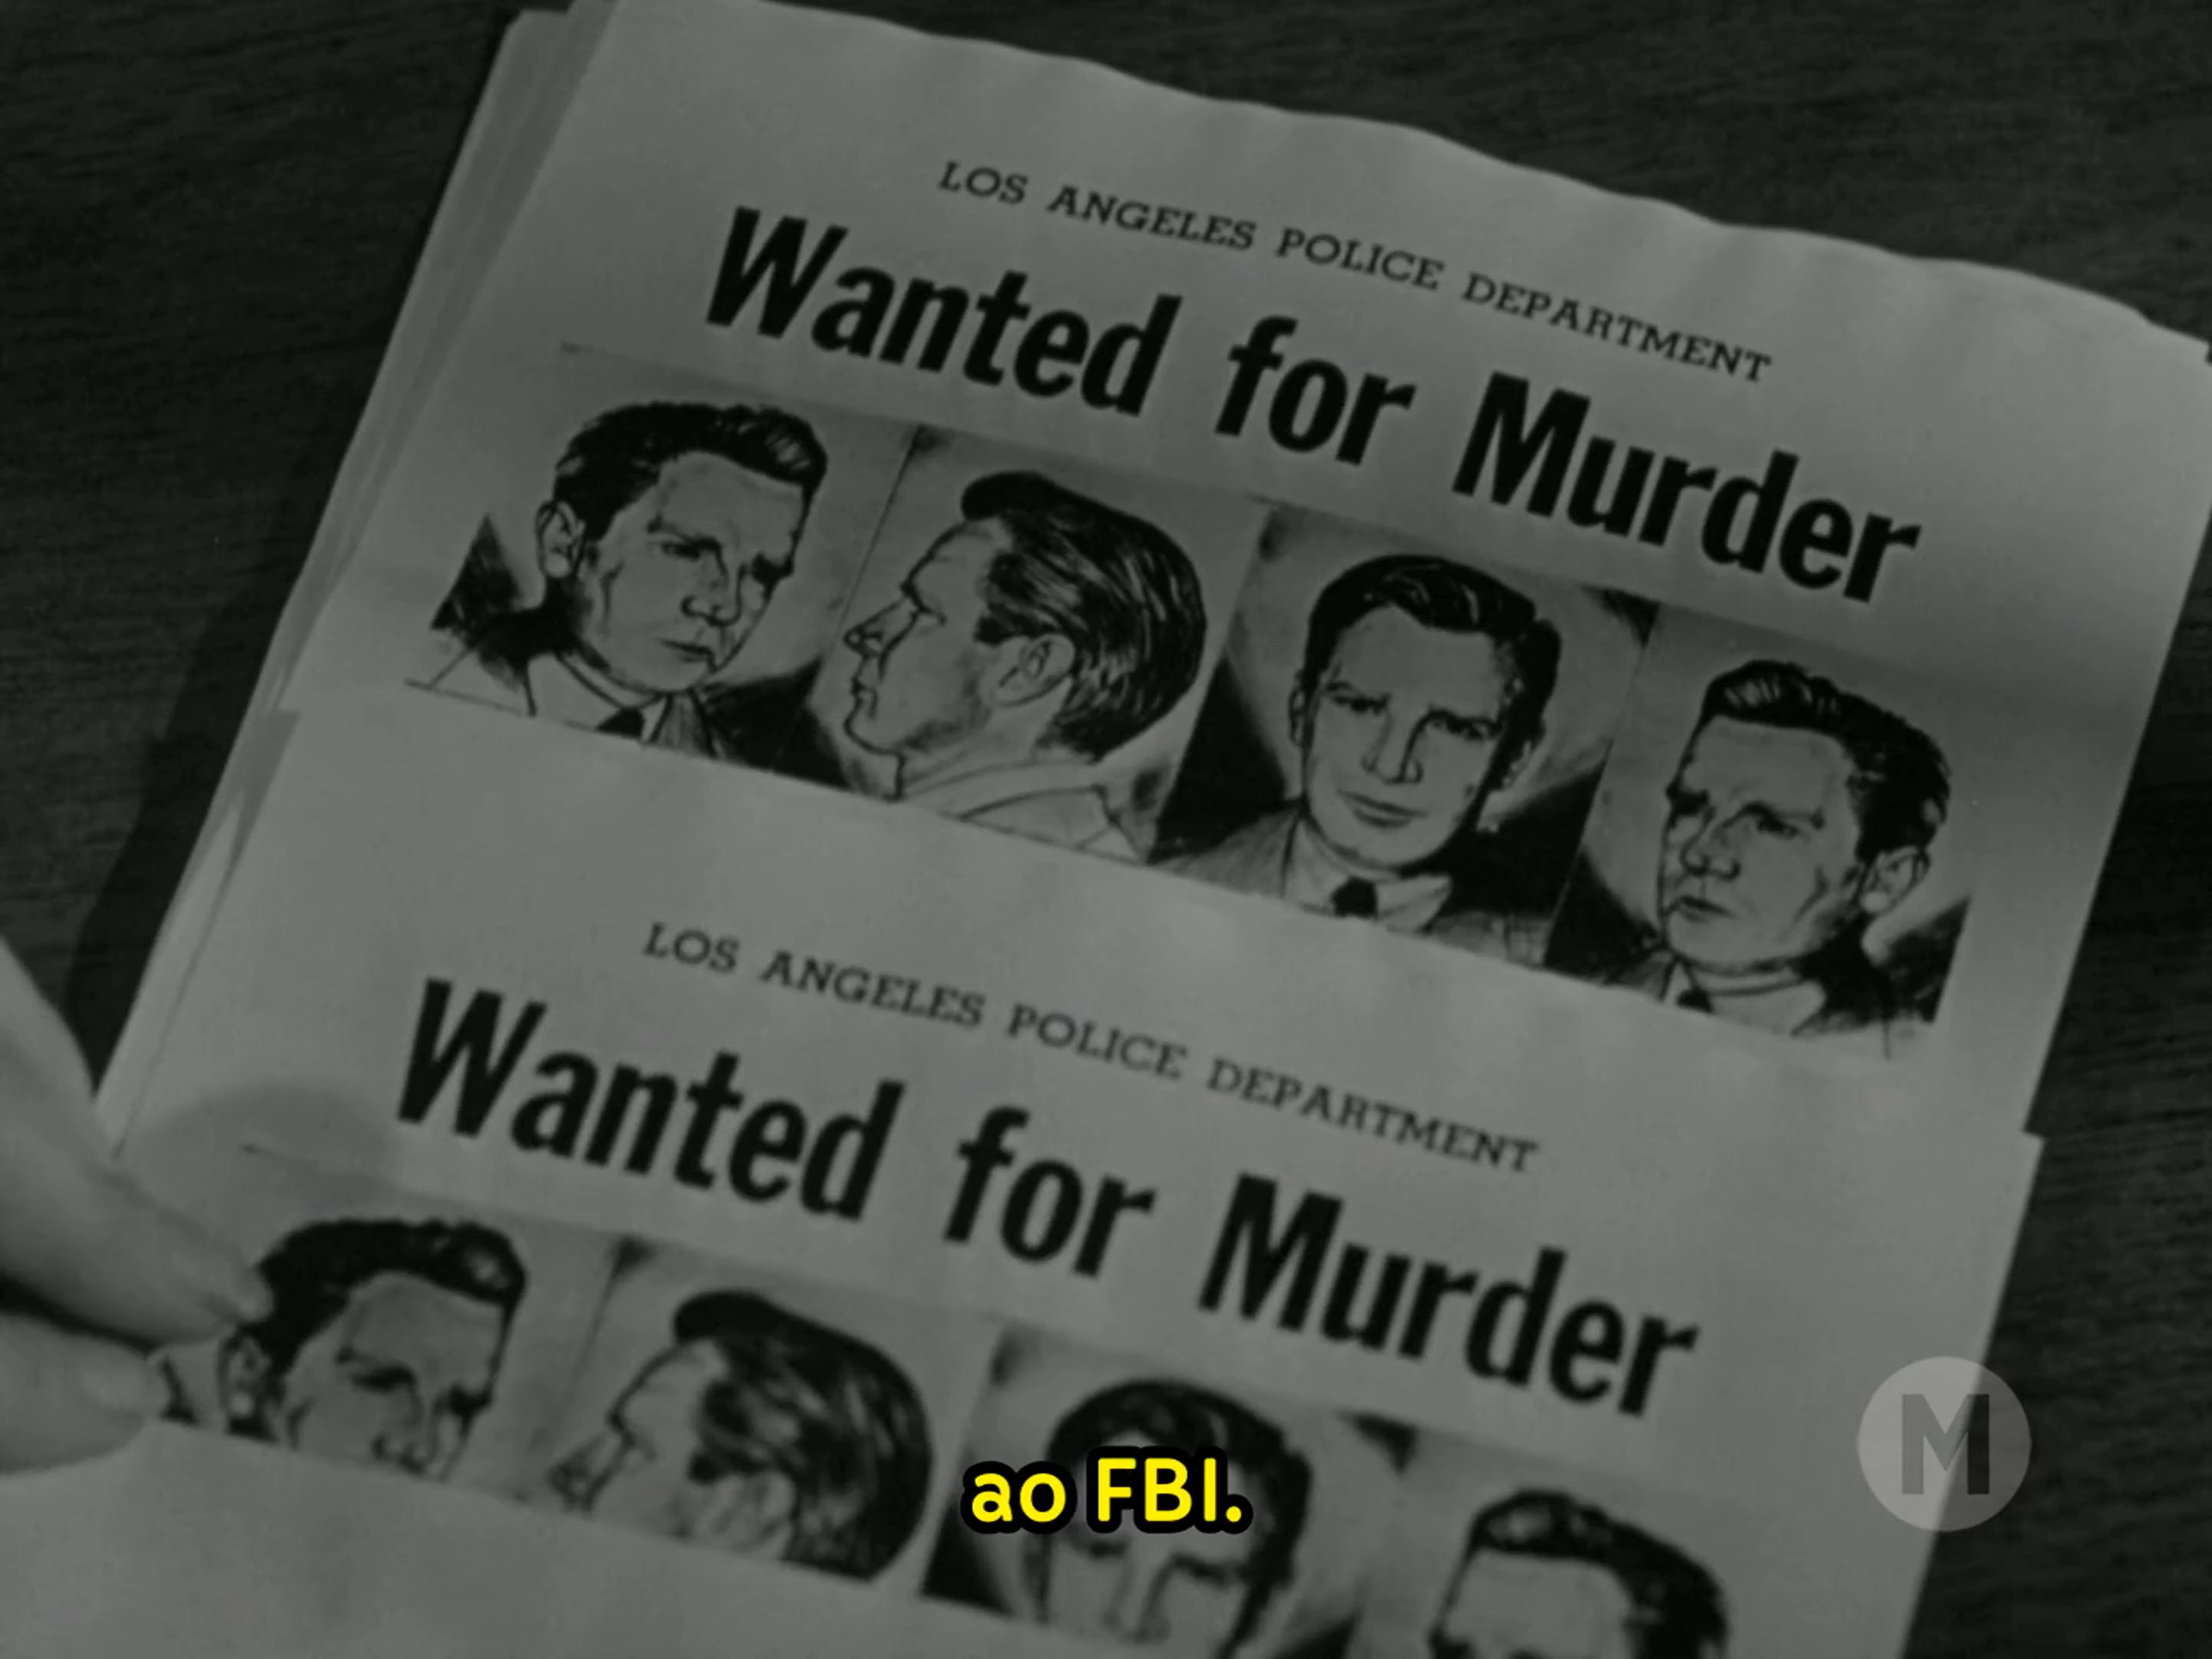 LOS ANGELES POLICE DEPARTMENT
Wanted for Murder
LOS ANGELES POLICE DEPARTMENT
Wanted for Murder
ao FBI.
M